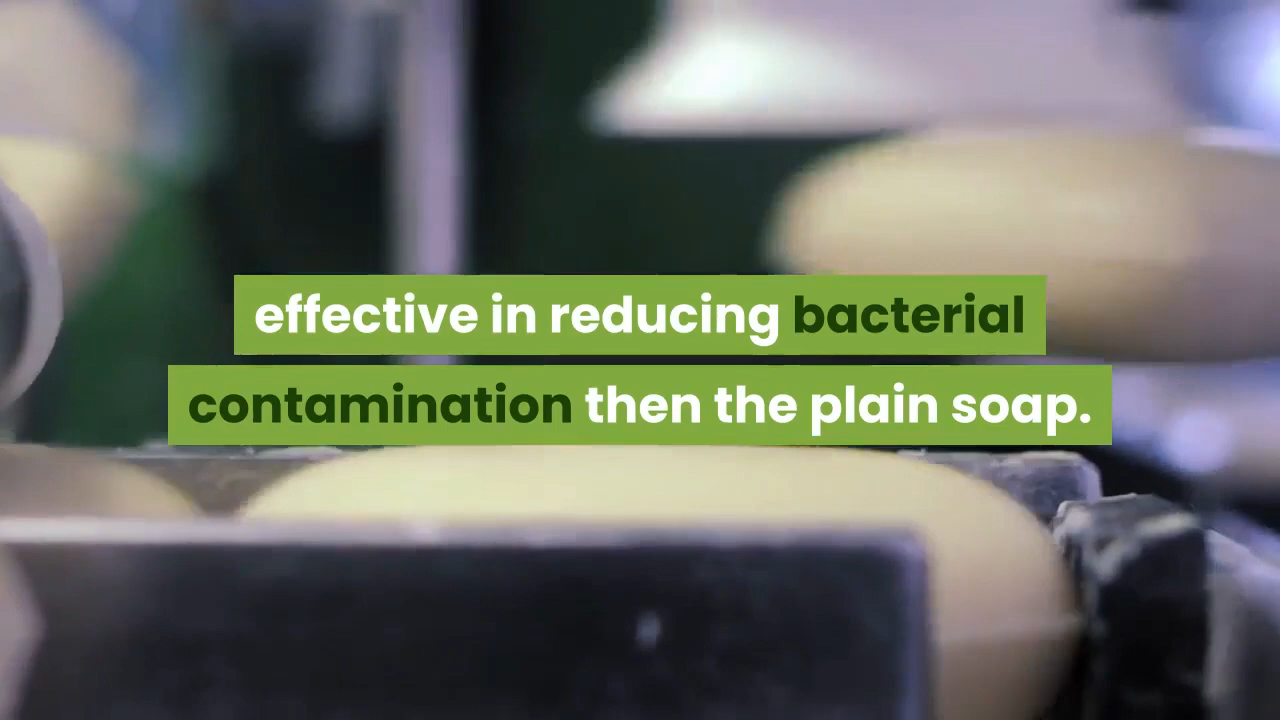 effective in reducing bacterial
contamination then the plain soap.